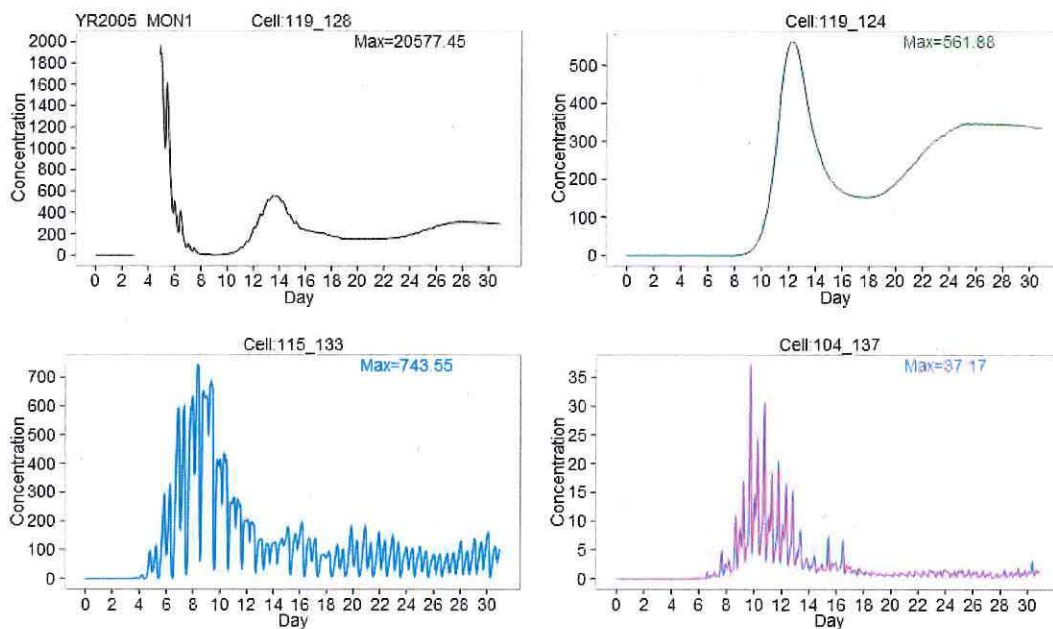 YR2005 MON1 Cell:119_128
Max=20577.45
Concentration
2000
1800
1600
1400
1200
1000
800
600
400
200
0
0 2 4 6 8 10 12 14 16 18 20 22 24 26 28 30
Day
Cell:119_124
Max=561.88
Concentration
500
400
300
200
100
0
0 2 4 6 8 10 12 14 16 18 20 22 24 26 28 30
Day
Cell:115_133
Max=743.55
Concentration
700
600
500
400
300
200
100
0
0 2 4 6 8 10 12 14 16 18 20 22 24 26 28 30
Day
Cell:104_137
Max=37.17
Concentration
35
30
25
20
15
10
5
0
0 2 4 6 8 10 12 14 16 18 20 22 24 26 28 30
Day